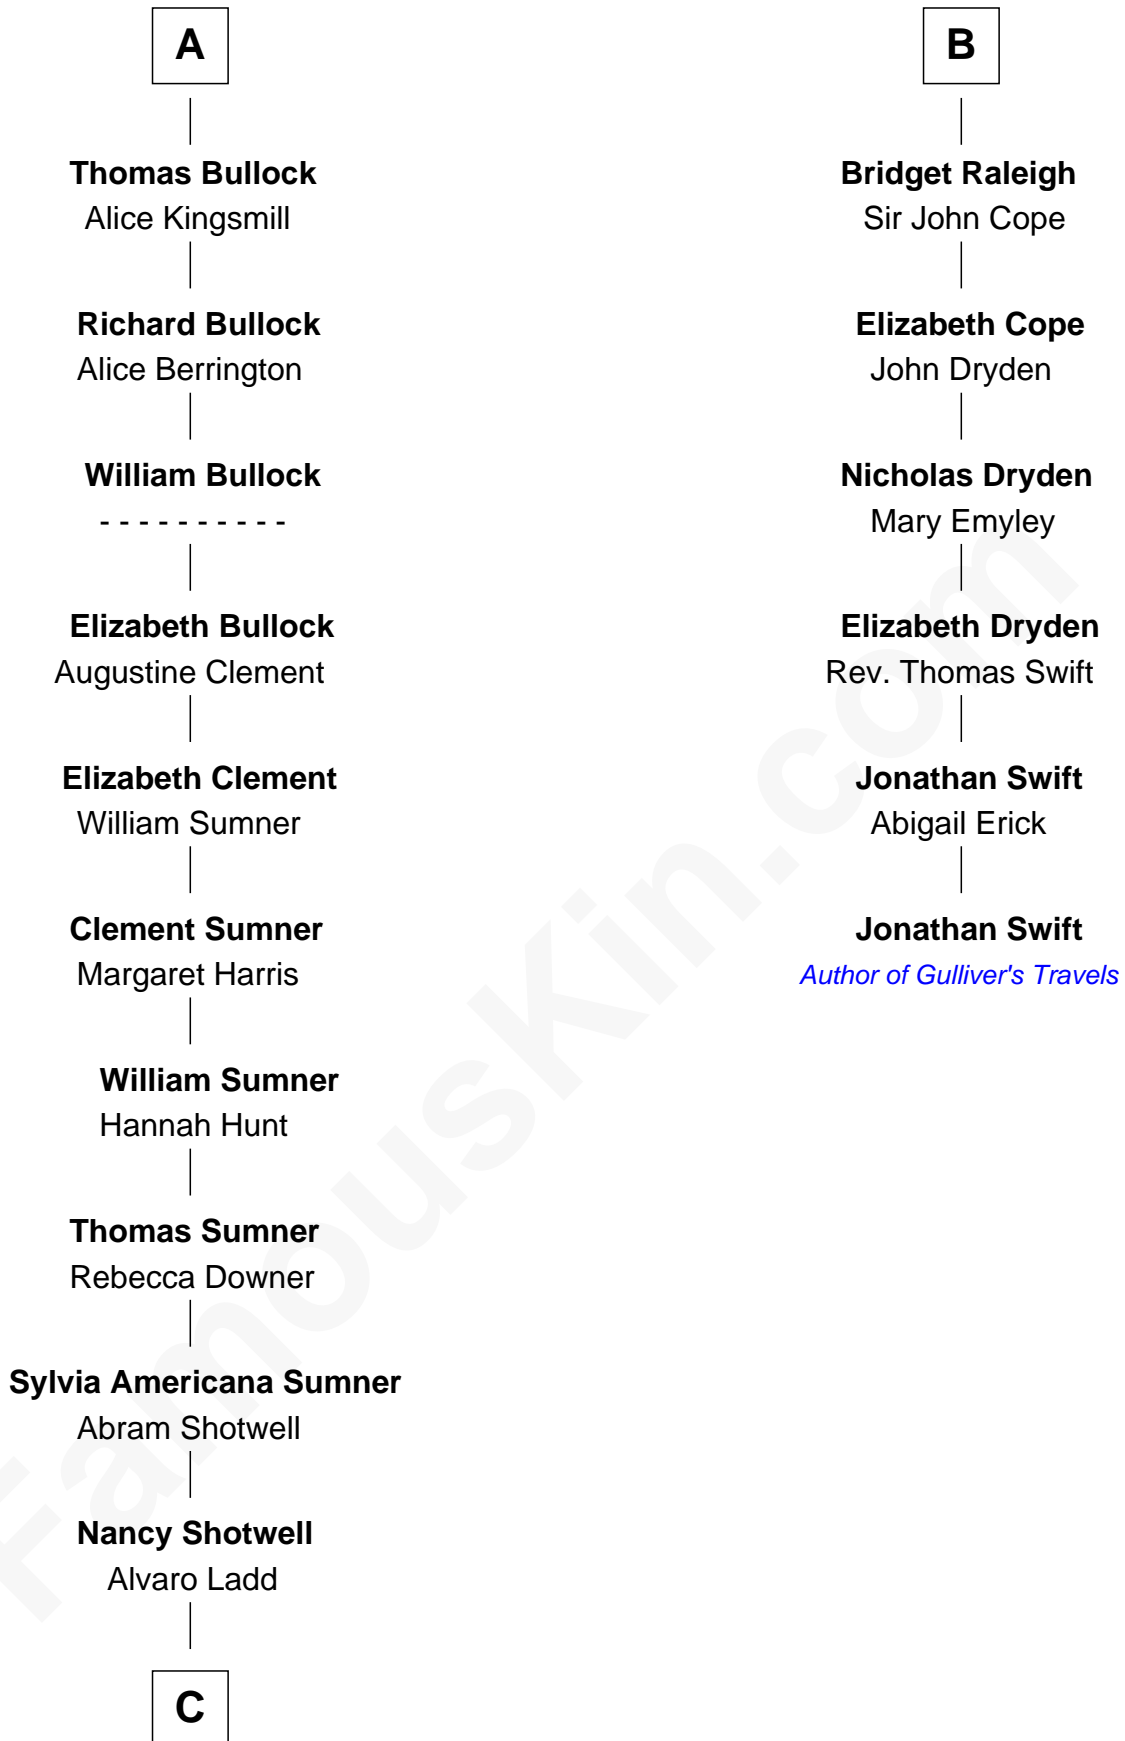 A
Thomas Bullock
Alice Kingsmill
Richard Bullock
Alice Berrington
William Bullock
- - - - - - - - - -
Elizabeth Bullock
Augustine Clement
Elizabeth Clement
William Sumner
Clement Sumner
Margaret Harris
William Sumner
Hannah Hunt
Thomas Sumner
Rebecca Downer
Sylvia Americana Sumner
Abram Shotwell
Nancy Shotwell
Alvaro Ladd
C
B
Bridget Raleigh
Sir John Cope
Elizabeth Cope
John Dryden
Nicholas Dryden
Mary Emyley
Elizabeth Dryden
Rev. Thomas Swift
Jonathan Swift
Abigail Erick
Jonathan Swift
Author of Gulliver's Travels
FamousKin.com